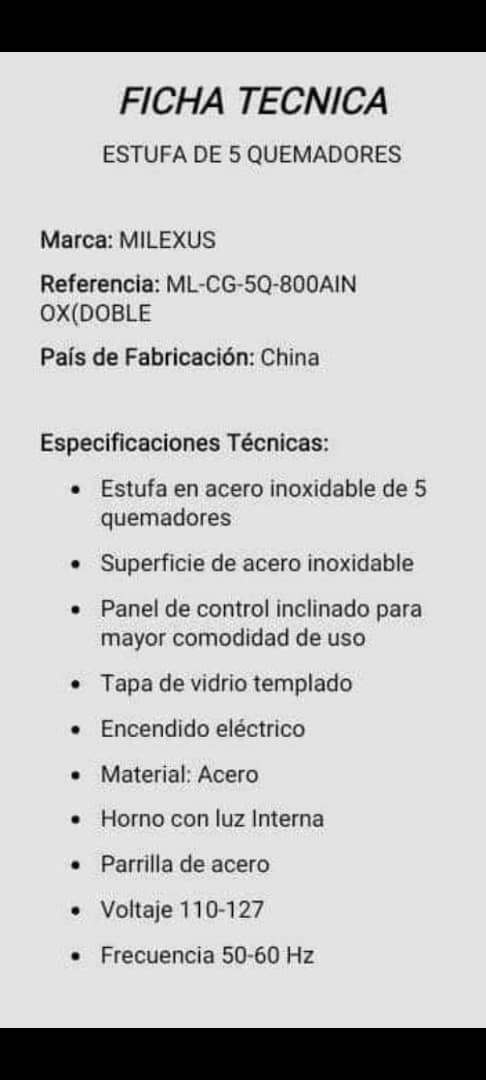 FICHA TECNICA
ESTUFA DE 5 QUEMADORES
Marca: MILEXUS
Referencia: ML-CG-5Q-800AIN
OX(DOBLE
País de Fabricación: China
Especificaciones Técnicas:
• Estufa en acero inoxidable de 5
quemadores
• Superficie de acero inoxidable
• Panel de control inclinado para
mayor comodidad de uso
• Tapa de vidrio templado
• Encendido eléctrico
• Material: Acero
• Horno con luz Interna
• Parrilla de acero
• Voltaje 110-127
• Frecuencia 50-60 Hz